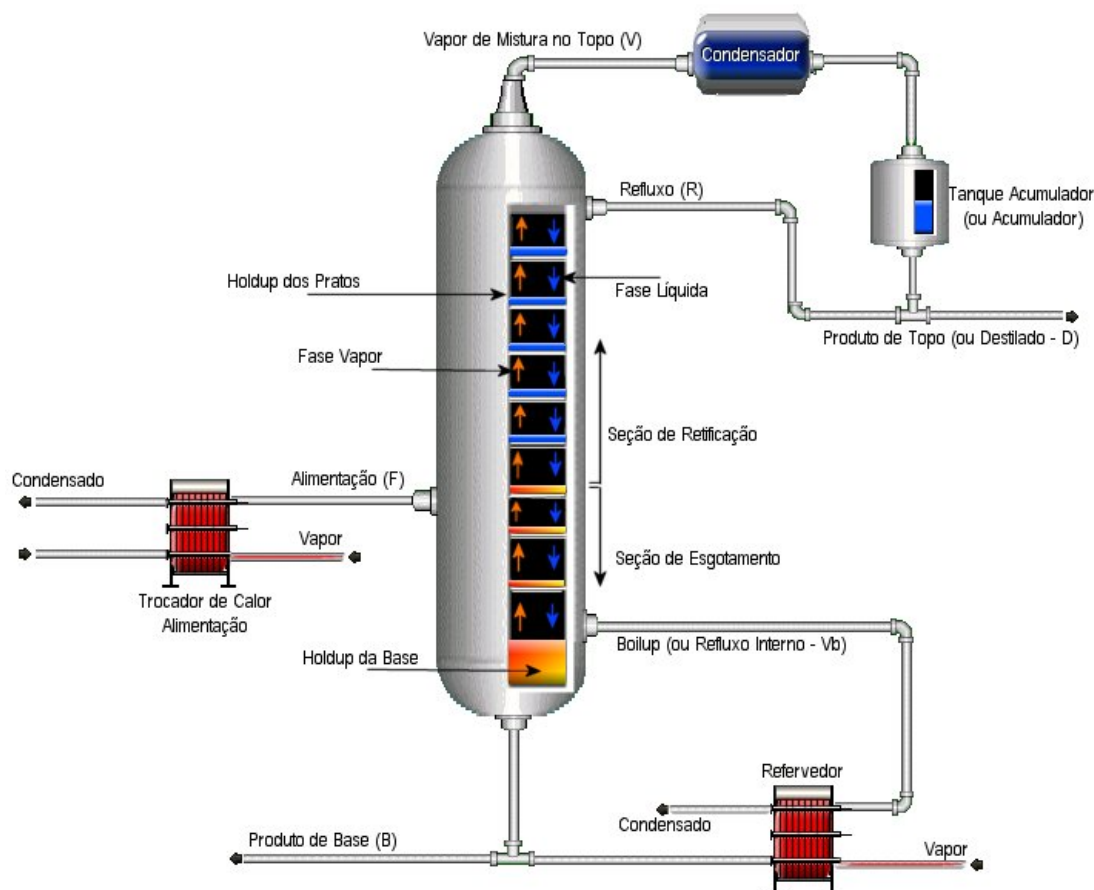 Vapor de Mistura no Topo (V)
Condensador
Refluxo (R)
Tanque Acumulador
(ou Acumulador)
Holdup dos Pratos
Fase Líquida
Produto de Topo (ou Destilado - D)
Fase Vapor
Seção de Retificação
Condensado
Alimentação (F)
Vapor
Seção de Esgotamento
Trocador de Calor
Alimentação
Boilup (ou Refluxo Interno - Vb)
Holdup da Base
Refervedor
Condensado
Produto de Base (B)
Vapor